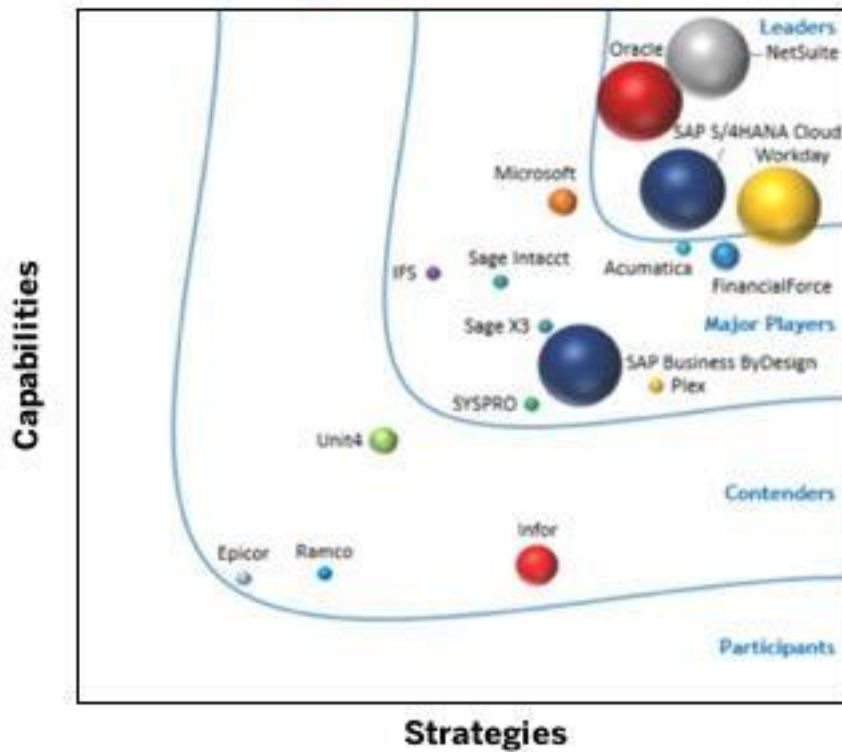 Leaders
Oracle
NetSuite
SAP S/4HANA Cloud
Workday
Microsoft
IFS
Sage Intacct
Acumatica
FinancialForce
Sage X3
Major Players
SAP Business ByDesign
Plex
SYSPRO
Unit4
Contenders
Infor
Epicor
Ramco
Participants
Capabilities
Strategies